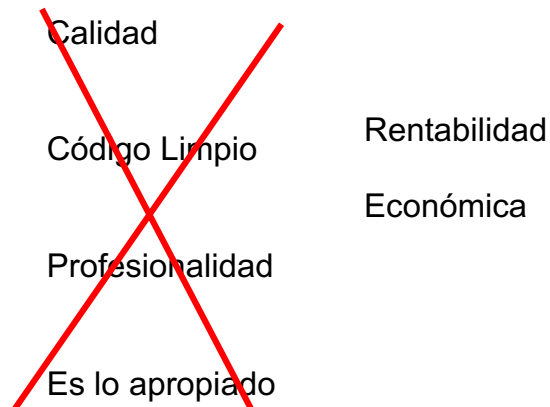 Calidad
Código Limpio
Profesionalidad
Es lo apropiado
Rentabilidad
Económica